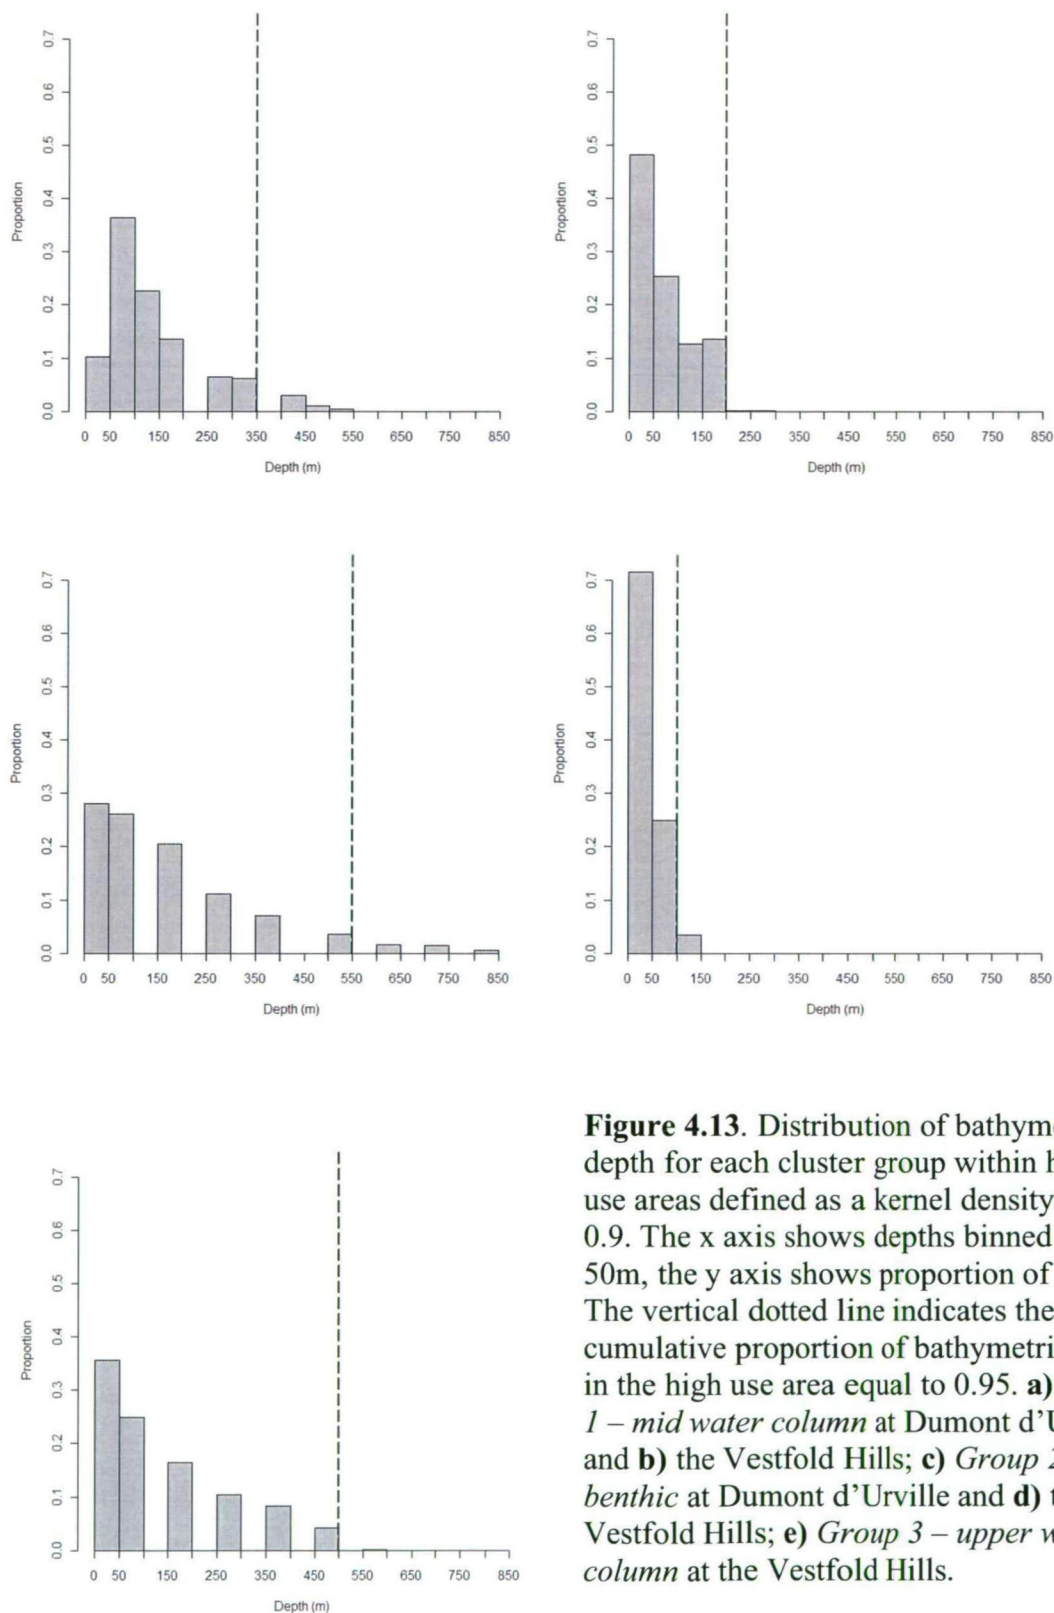 0.7
0.6
0.5
0.4
0.3
0.2
0.1
0.0
Proportion
0 50 150 250 350 450 550 650 750 850
Depth (m)
0.7
0.6
0.5
0.4
0.3
0.2
0.1
0.0
Proportion
0 50 150 250 350 450 550 650 750 850
Depth (m)
0.7
0.6
0.5
0.4
0.3
0.2
0.1
0.0
Proportion
0 50 150 250 350 450 550 650 750 850
Depth (m)
0.7
0.6
0.5
0.4
0.3
0.2
0.1
0.0
Proportion
0 50 150 250 350 450 550 650 750 850
Depth (m)
0.7
0.6
0.5
0.4
0.3
0.2
0.1
0.0
Proportion
0 50 150 250 350 450 550 650 750 850
Depth (m)
Figure 4.13. Distribution of bathyme
depth for each cluster group within h
use areas defined as a kernel density
0.9. The x axis shows depths binned
50m, the y axis shows proportion of
The vertical dotted line indicates the
cumulative proportion of bathymetri
in the high use area equal to 0.95. a)
1 – mid water column at Dumont d’U
and b) the Vestfold Hills; c) Group 2
benthic at Dumont d’Urville and d) t
Vestfold Hills; e) Group 3 – upper w
column at the Vestfold Hills.